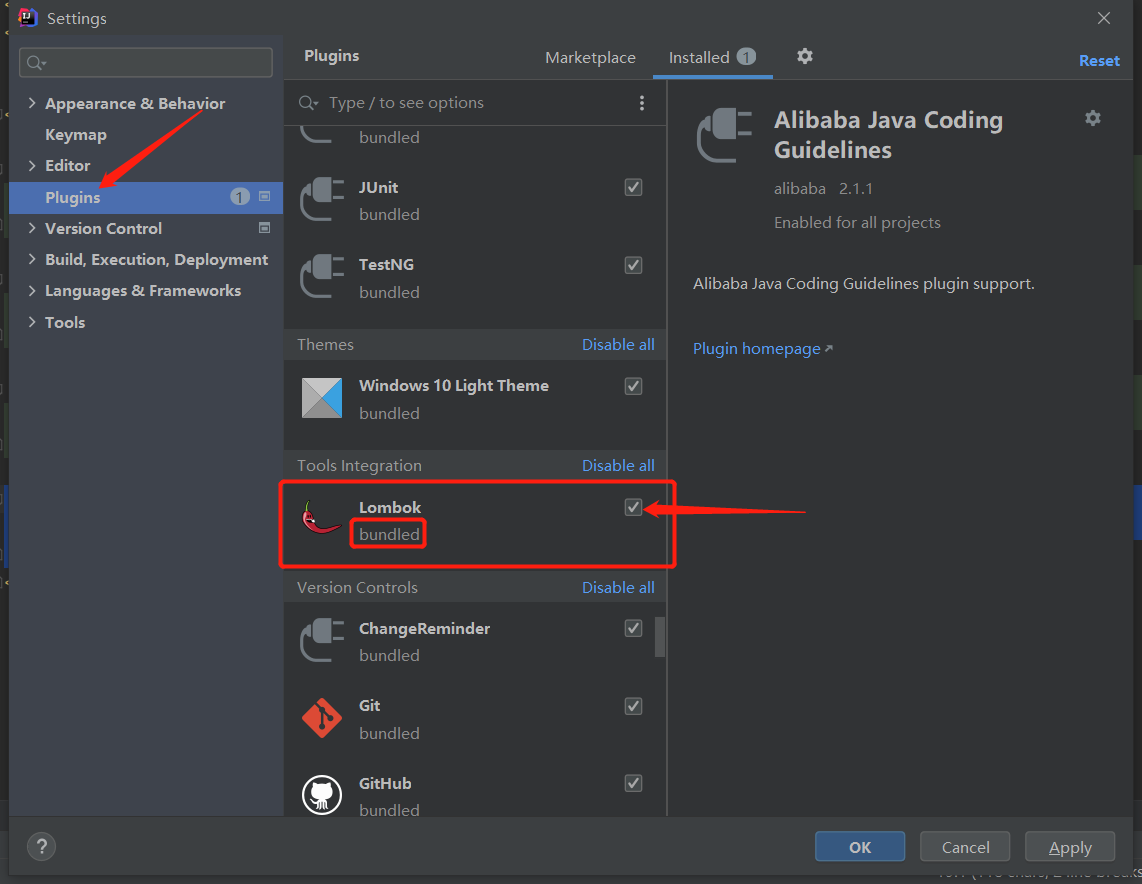 Settings
Plugins
Marketplace
Installed 1
Reset
Appearance & Behavior
Keymap
Editor
Plugins 1
Version Control
Build, Execution, Deployment
Languages & Frameworks
Tools
Type / to see options
bundled
JUnit
bundled
TestNG
bundled
Themes Disable all
Windows 10 Light Theme
bundled
Tools Integration Disable all
Lombok
bundled
Version Controls Disable all
ChangeReminder
bundled
Git
bundled
GitHub
bundled
Alibaba Java Coding
Guidelines
alibaba 2.1.1
Enabled for all projects
Alibaba Java Coding Guidelines plugin support.
Plugin homepage
?
OK
Cancel
Apply